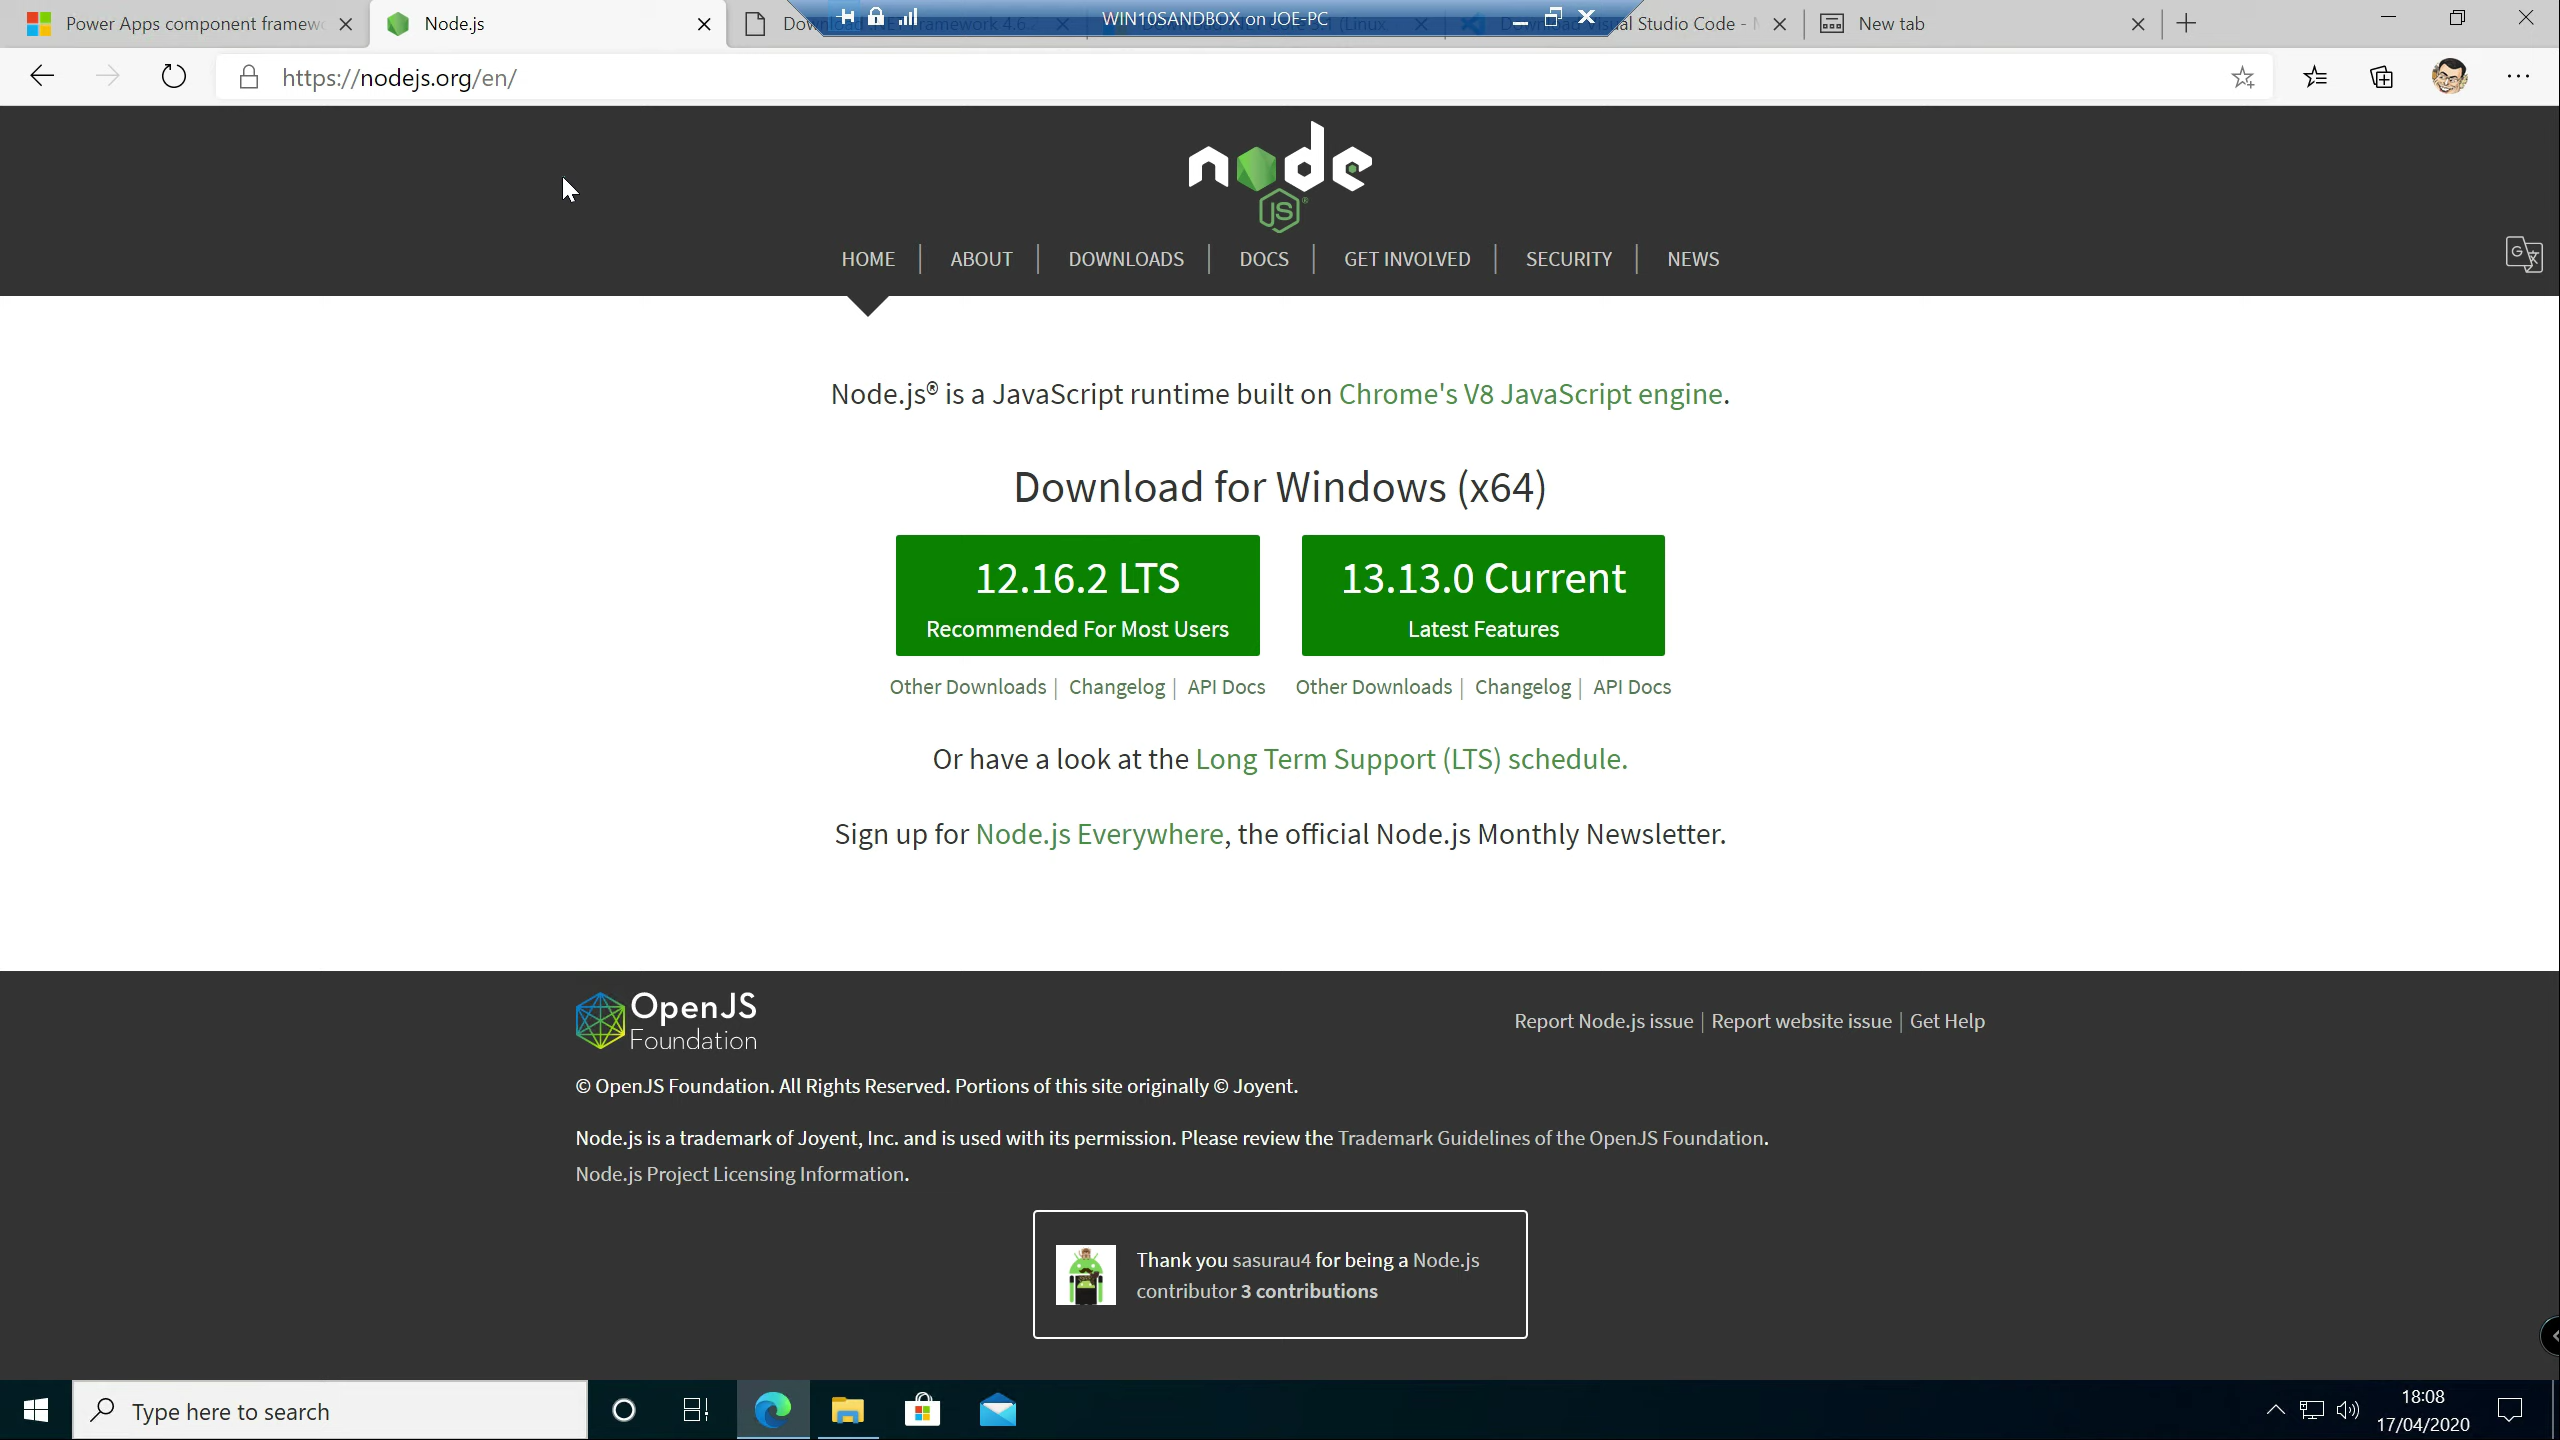 Power Apps component framew
Node.js
WIN10SANDBOX on JOE-PC
New tab
https://nodejs.org/en/
node
JS
HOME | ABOUT | DOWNLOADS | DOCS | GET INVOLVED | SECURITY | NEWS
Node.js® is a JavaScript runtime built on Chrome's V8 JavaScript engine.
Download for Windows (x64)
12.16.2 LTS
Recommended For Most Users
13.13.0 Current
Latest Features
Other Downloads | Changelog | API Docs
Other Downloads | Changelog | API Docs
Or have a look at the Long Term Support (LTS) schedule.
Sign up for Node.js Everywhere, the official Node.js Monthly Newsletter.
OpenJS
Foundation
Report Node.js issue | Report website issue | Get Help
© OpenJS Foundation. All Rights Reserved. Portions of this site originally © Joyent.
Node.js is a trademark of Joyent, Inc. and is used with its permission. Please review the Trademark Guidelines of the OpenJS Foundation.
Node.js Project Licensing Information.
Thank you sasurau4 for being a Node.js
contributor 3 contributions
Type here to search
18:08
17/04/2020